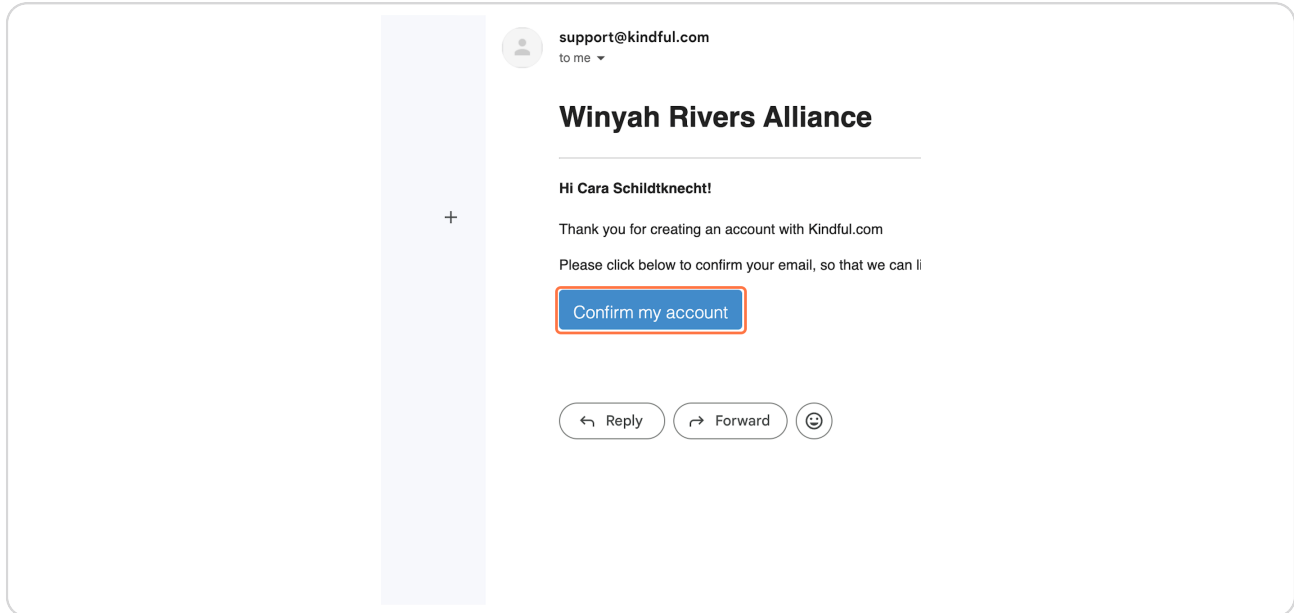 support@kindful.com
to me
Winyah Rivers Alliance
Hi Cara Schildtknecht!
Thank you for creating an account with Kindful.com
Please click below to confirm your email, so that we can li
Confirm my account
Reply
Forward